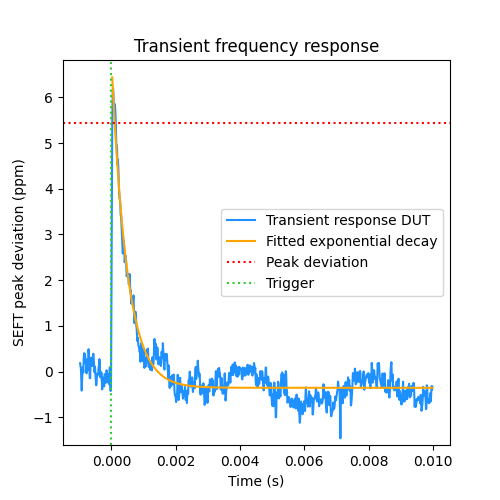 Transient frequency response
SEFT peak deviation (ppm)
6
5
4
3
2
1
0
−1
Transient response DUT
Fitted exponential decay
Peak deviation
Trigger
0.000 0.002 0.004 0.006 0.008 0.010
Time (s)